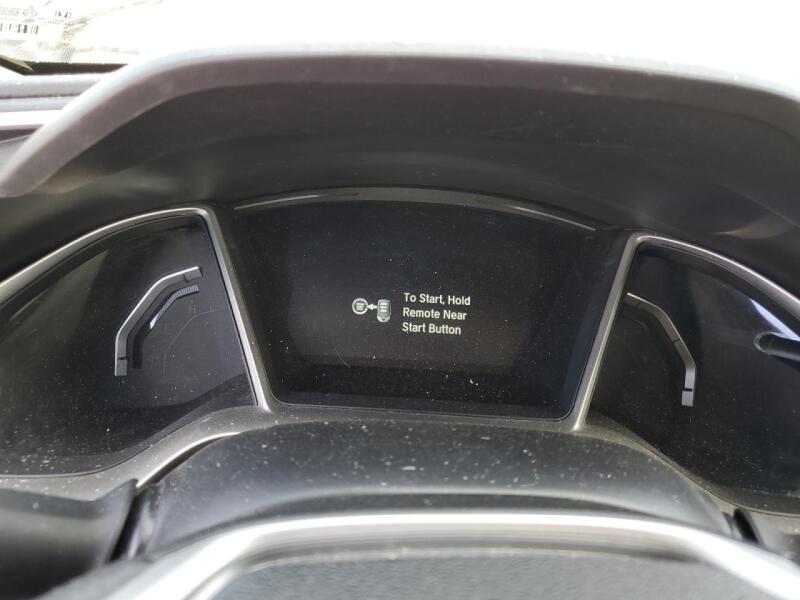 To Start, Hold
Remote Near
Start Button
H
C